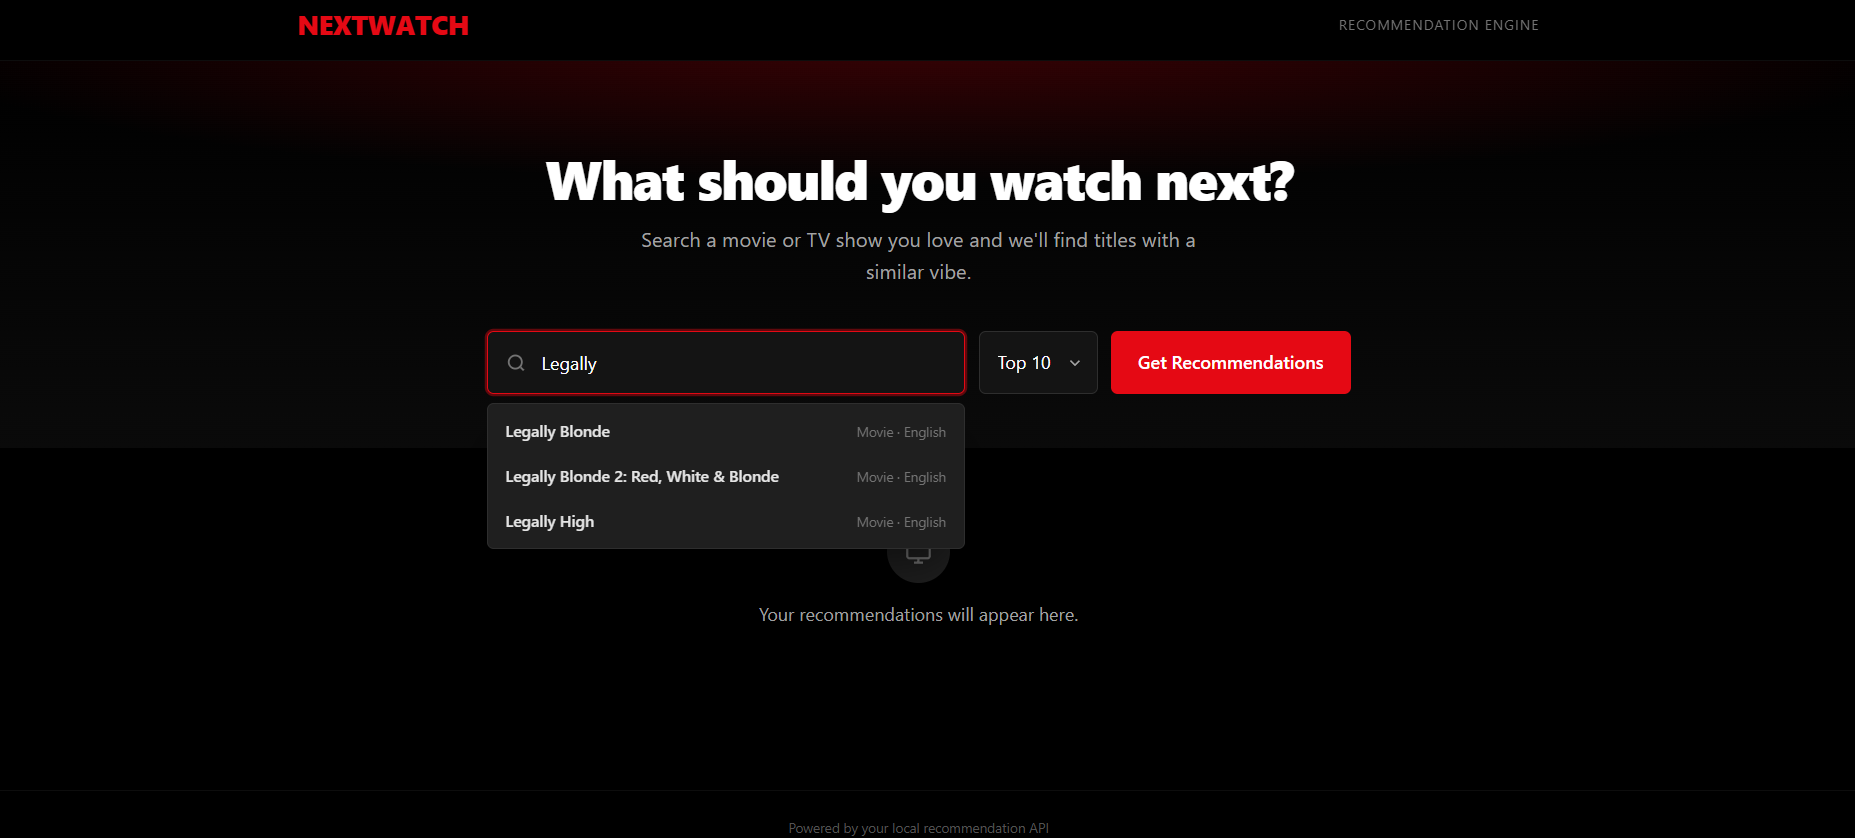 NEXTWATCH
RECOMMENDATION ENGINE
What should you watch next?
Search a movie or TV show you love and we'll find titles with a
similar vibe.
Legally
Top 10
Get Recommendations
Legally Blonde Movie · English
Legally Blonde 2: Red, White & Blonde Movie · English
Legally High Movie · English
Your recommendations will appear here.
Powered by your local recommendation API